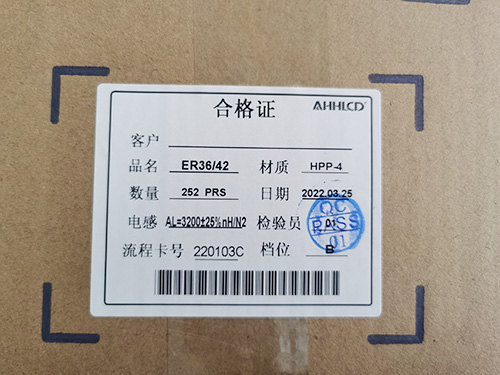 合格证 AHHLCD
客户
品名 ER36/42 材质 HPP-4
数量 252 PRS 日期 2022.03.25
电感 AL=3200±25%nH/N2 检验员 01
QC
PASS
01
流程卡号 220103C 档位 B